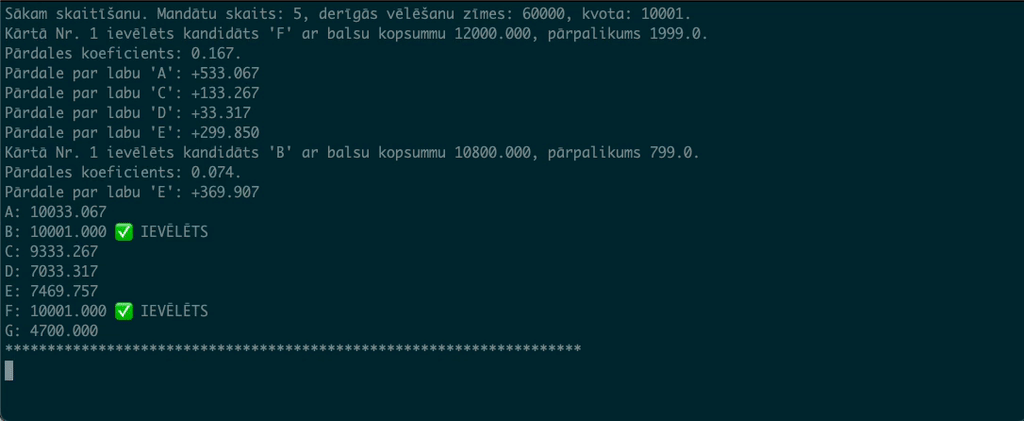 Sākam skaitīšanu. Mandātu skaits: 5, derīgās vēlēšanu zīmes: 60000, kvota: 10001.
Kārtā Nr. 1 ievēlēts kandidāts 'F' ar balsu kopsummu 12000.000, pārpalikums 1999.0.
Pārdales koeficients: 0.167.
Pārdale par labu 'A': +533.067
Pārdale par labu 'C': +133.267
Pārdale par labu 'D': +33.317
Pārdale par labu 'E': +299.850
Kārtā Nr. 1 ievēlēts kandidāts 'B' ar balsu kopsummu 10800.000, pārpalikums 799.0.
Pārdales koeficients: 0.074.
Pārdale par labu 'E': +369.907
A: 10033.067
B: 10001.000 ✅ IEVĒLĒTS
C: 9333.267
D: 7033.317
E: 7469.757
F: 10001.000 ✅ IEVĒLĒTS
G: 4700.000
********************************************************************